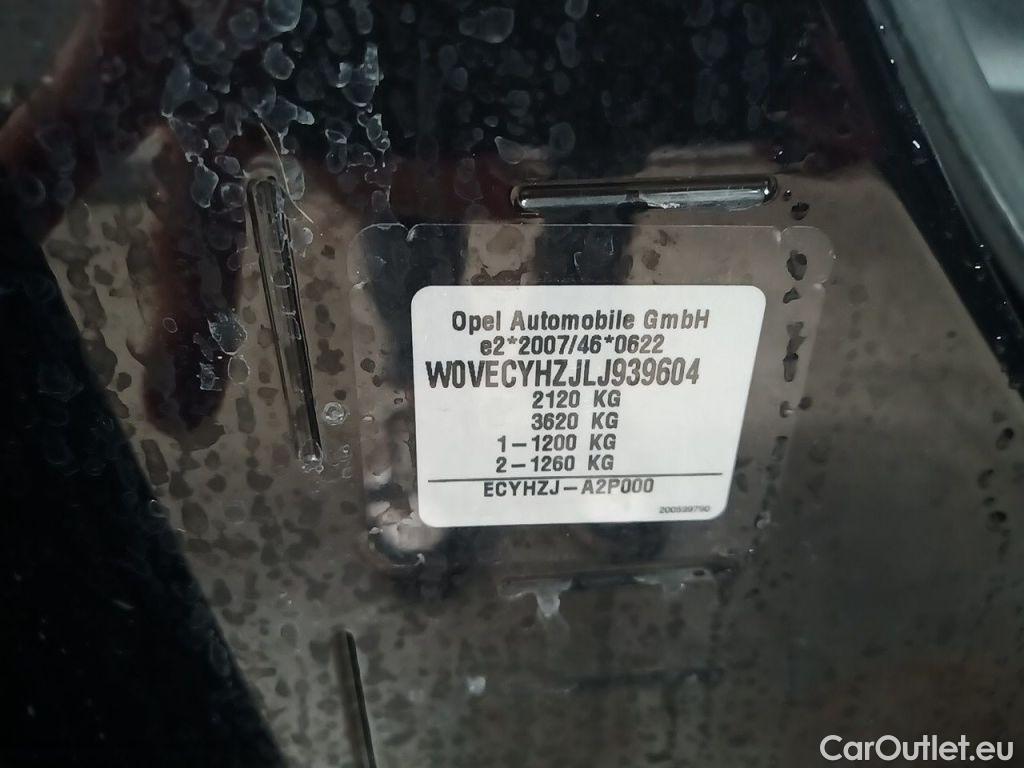 Opel Automobile GmbH
e2*2007/46*0622
W0VECYHZJLJ939604
2120 KG
3620 KG
1-1200 KG
2-1260 KG
ECYHZJ-A2P000
200539790
CarOutlet.eu